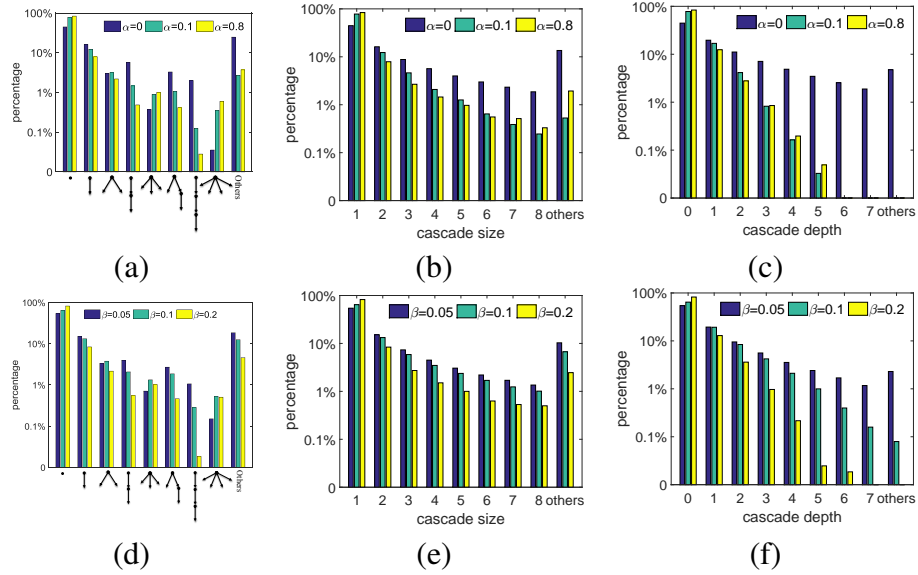 α=0 α=0.1 α=0.8
percentage
100%
10%
1%
0.1%
0
Others
(a)
α=0 α=0.1 α=0.8
percentage
100%
10%
1%
0.1%
0
1 2 3 4 5 6 7 8 others
cascade size
(b)
α=0 α=0.1 α=0.8
percentage
100%
10%
1%
0.1%
0
0 1 2 3 4 5 6 7 others
cascade depth
(c)
β=0.05 β=0.1 β=0.2
percentage
100%
10%
1%
0.1%
0
Others
(d)
β=0.05 β=0.1 β=0.2
percentage
100%
10%
1%
0.1%
0
1 2 3 4 5 6 7 8 others
cascade size
(e)
β=0.05 β=0.1 β=0.2
percentage
100%
10%
1%
0.1%
0
0 1 2 3 4 5 6 7 others
cascade depth
(f)